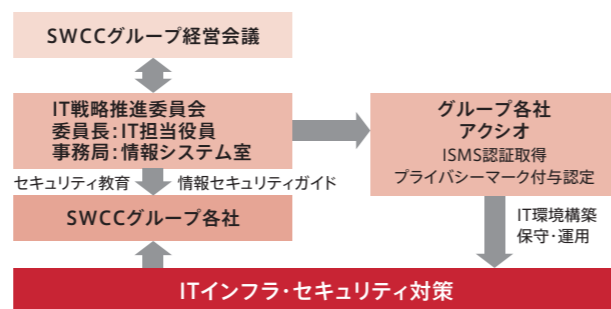 SWCCグループ経営会議
IT戦略推進委員会
委員長:IT担当役員
事務局:情報システム室
セキュリティ教育
情報セキュリティガイド
SWCCグループ各社
グループ各社
アクシオ
ISMS認証取得
プライバシーマーク付与認定
IT環境構築
保守・運用
ITインフラ・セキュリティ対策